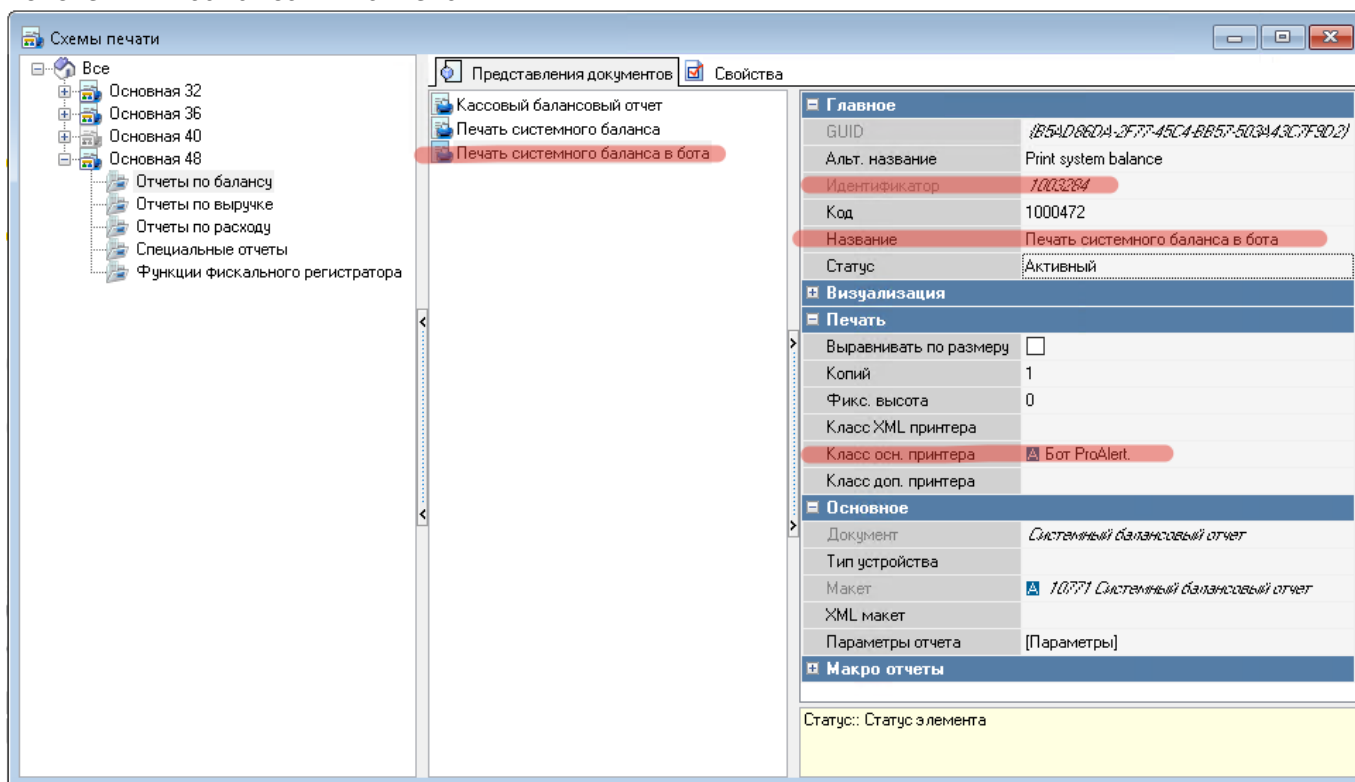 Схемы печати
Все
Основная 32
Основная 36
Основная 40
Основная 48
Отчеты по балансу
Отчеты по выручке
Отчеты по расходу
Специальные отчеты
Функции фискального регистратора
Представления документов Свойства
Кассовый балансовый отчет
Печать системного баланса
Печать системного баланса в бота
Главное
GUID {B5AD86DA-2F77-45C4-BB57-503A43C7F9D2}
Альт. название Print system balance
Идентификатор 1003284
Код 1000472
Название Печать системного баланса в бота
Статус Активный
Визуализация
Печать
Выравнивать по размеру
Копий 1
Фикс. высота 0
Класс XML принтера
Класс осн. принтера Бот ProAlert.
Класс доп. принтера
Основное
Документ Системный балансовый отчет
Тип устройства
Макет 10771 Системный балансовый отчет
XML макет
Параметры отчета [Параметры]
Макро отчеты
Статус:: Статус элемента